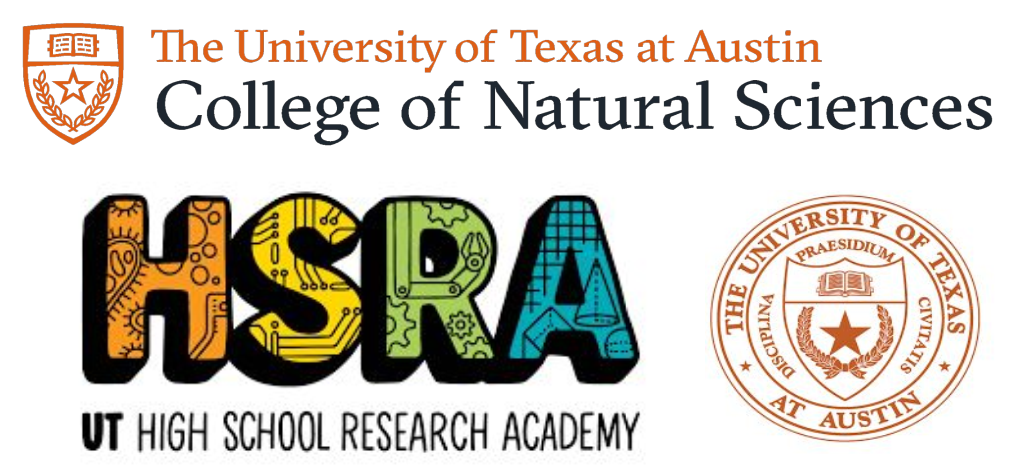 The University of Texas at Austin
College of Natural Sciences
HSRA
UT HIGH SCHOOL RESEARCH ACADEMY
THE UNIVERSITY OF TEXAS
AT AUSTIN
PRAESIDIUM
DISCIPLINA
CIVITATIS